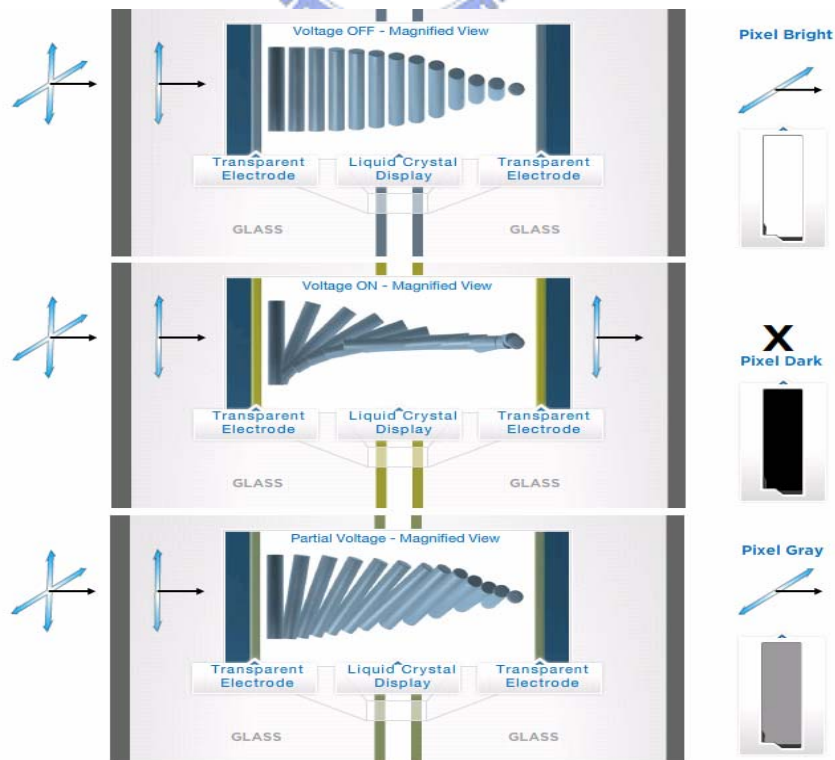 Voltage OFF - Magnified View
Pixel Bright
Transparent
Electrode
Liquid Crystal
Display
Transparent
Electrode
GLASS
GLASS
Voltage ON - Magnified View
X
Pixel Dark
Transparent
Electrode
Liquid Crystal
Display
Transparent
Electrode
GLASS
GLASS
Partial Voltage - Magnified View
Pixel Gray
Transparent
Electrode
Liquid Crystal
Display
Transparent
Electrode
GLASS
GLASS